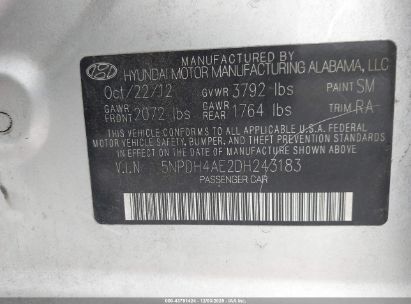 MANUFACTURED BY
HYUNDAI MOTOR MANUFACTURING ALABAMA, LLC
Oct/22/12 GVWR 3792 lbs PAINT SM
GAWR FRONT 2072 lbs GAWR REAR 1764 lbs TRIM RA-
THIS VEHICLE CONFORMS TO ALL APPLICABLE U.S.A. FEDERAL
MOTOR VEHICLE SAFETY, BUMPER, AND THEFT PREVENTION
STANDARDS IN EFFECT ON THE DATE OF MANUFACTURE SHOWN ABOVE.
V.I.N 5NPDH4AE2DH243183
PASSENGER CAR